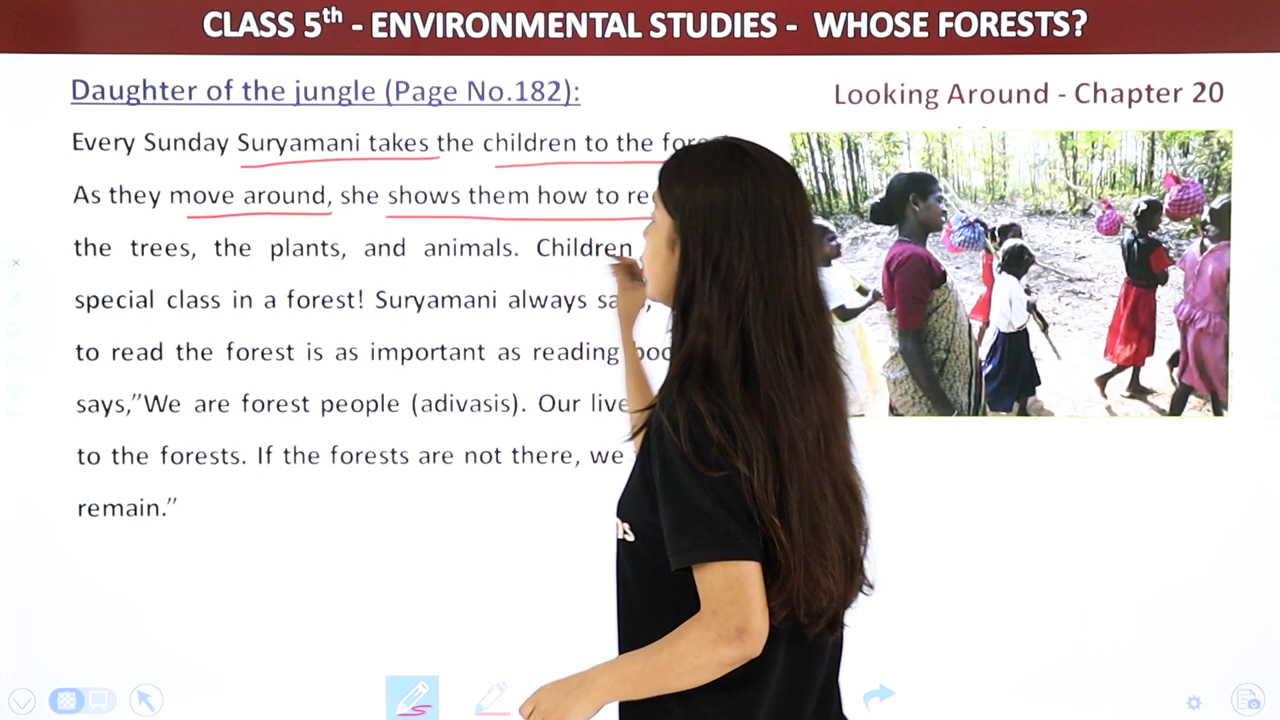 CLASS 5th - ENVIRONMENTAL STUDIES - WHOSE FORESTS?
Daughter of the jungle (Page No.182):
Looking Around - Chapter 20
Every Sunday Suryamani takes the children to the
As they move around, she shows them how to
the trees, the plants, and animals. Children
special class in a forest! Suryamani always
to read the forest is as important as reading
says,”We are forest people (adivasis). Our
to the forests. If the forests are not there, we
remain.”